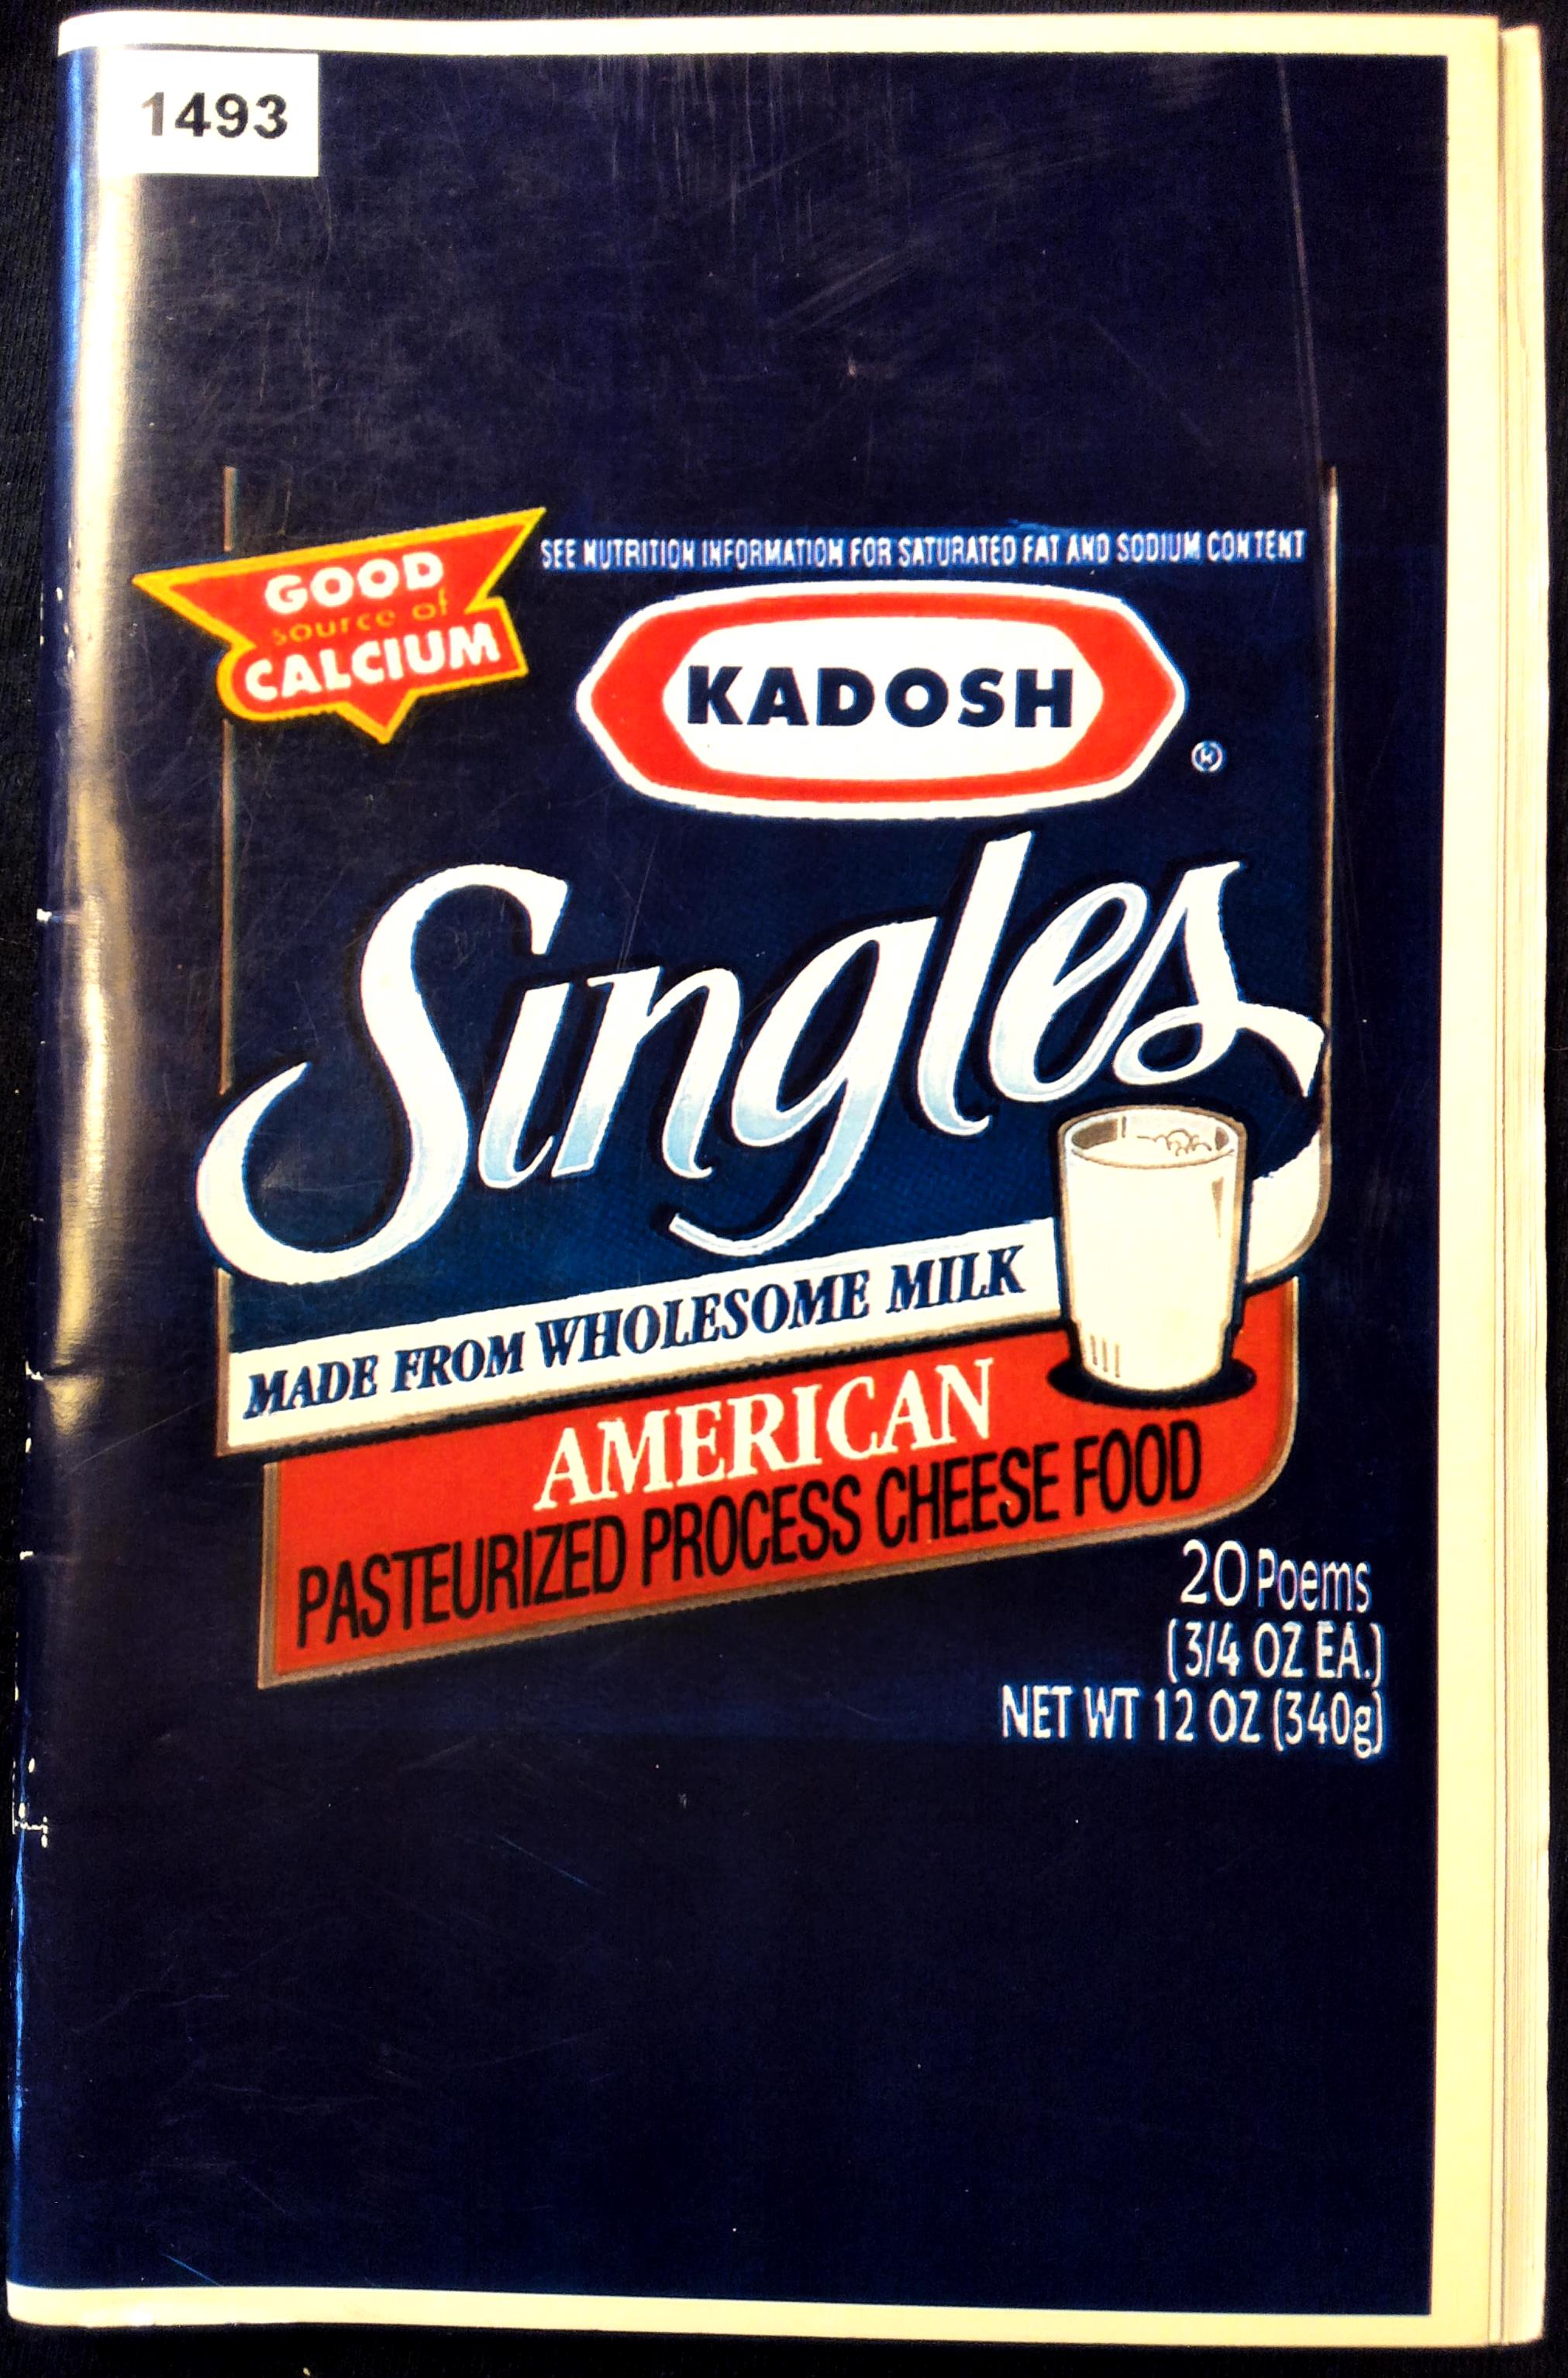 1493
SEE NUTRITION INFORMATION FOR SATURATED FAT AND SODIUM CONTENT
GOOD
source of
CALCIUM
KADOSH
®
Singles
MADE FROM WHOLESOME MILK
AMERICAN
PASTEURIZED PROCESS CHEESE FOOD
20 Poems
(3/4 OZ EA.)
NET WT 12 OZ (340g)